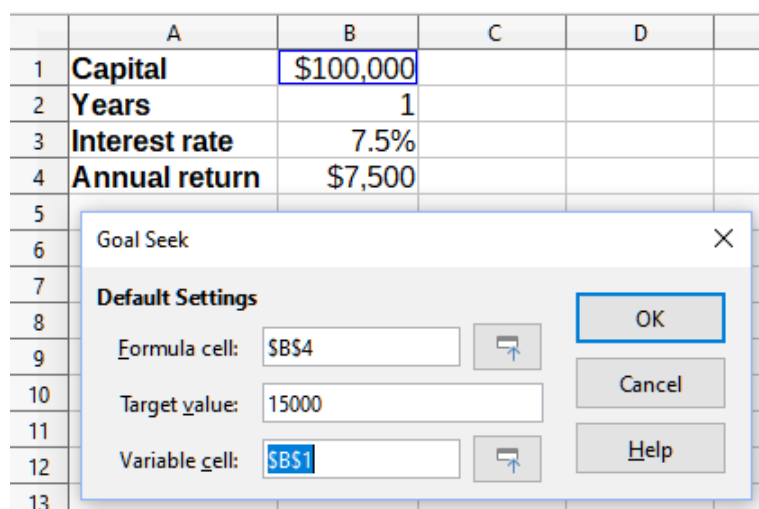 A B C D
1 Capital $100,000
2 Years 1
3 Interest rate 7.5%
4 Annual return $7,500
5
6 Goal Seek
7
Default Settings
8 OK
Formula cell: $B$4
9
10 Cancel
Target value: 15000
11
12 Variable cell: $B$1 Help
13